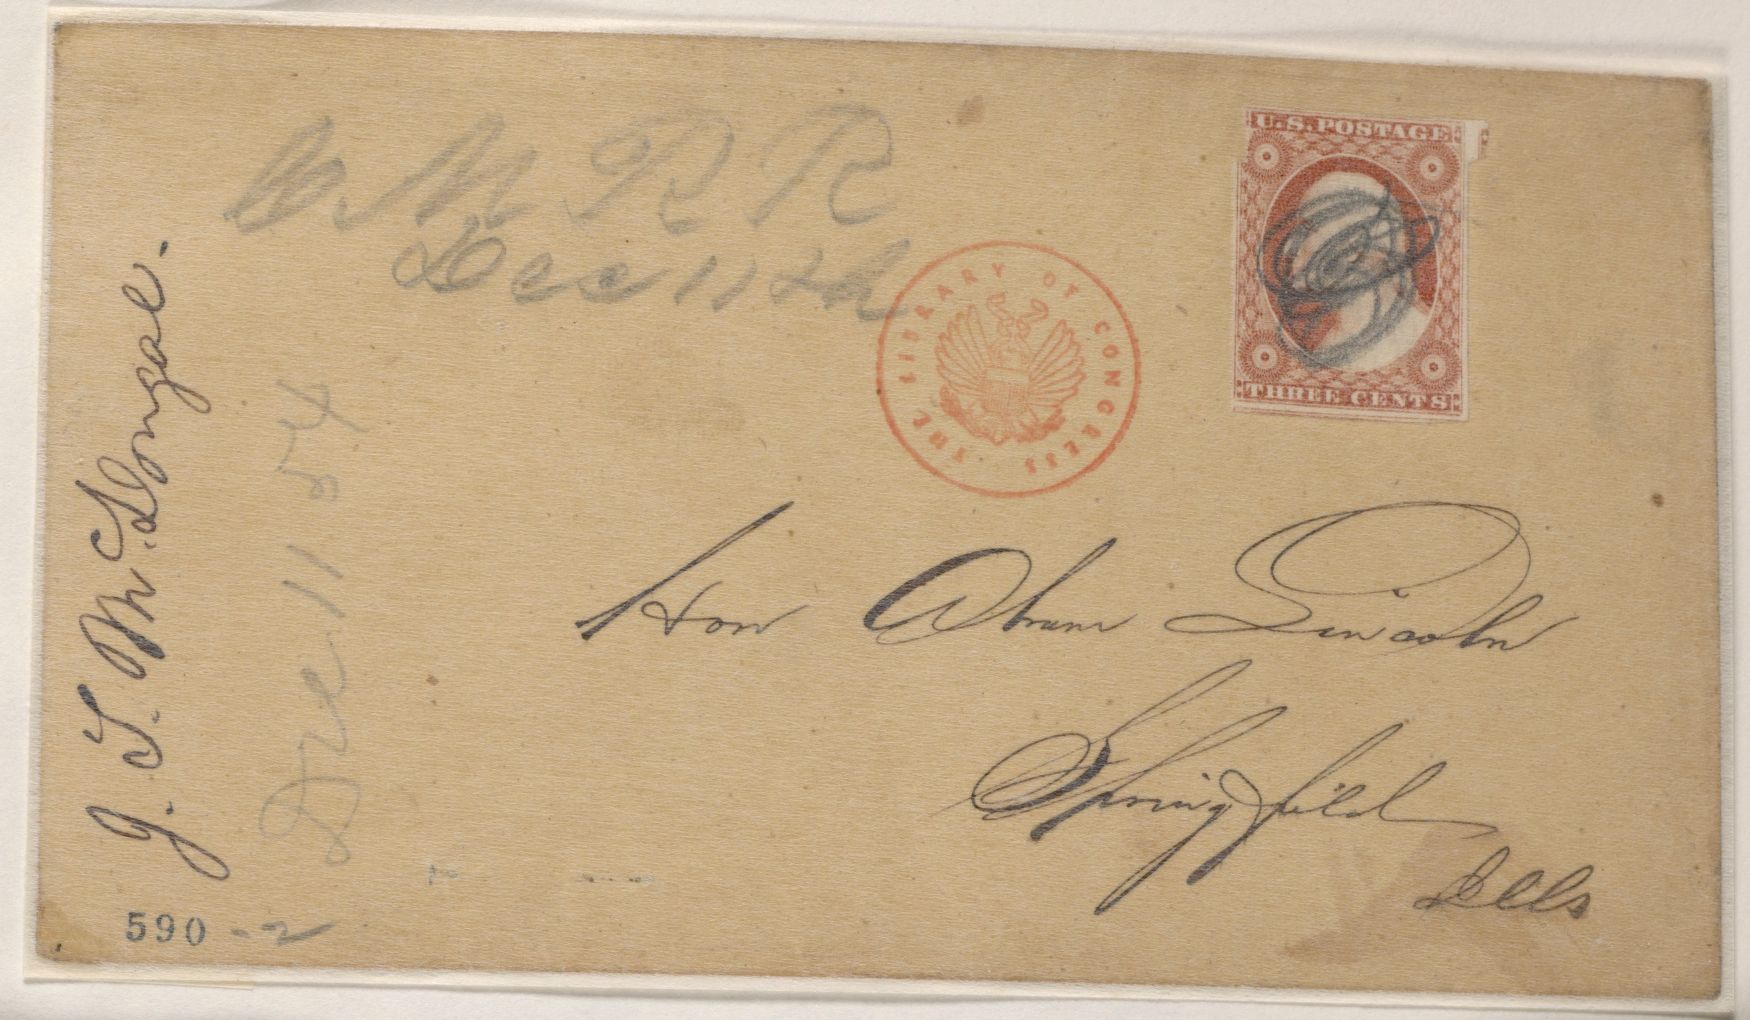 M R R
Dec 11th
U.S. POSTAGE
THREE CENTS
THE LIBRARY OF CONGRESS
Hon Abram Lincoln
Springfield
Ills
J. T. McDougal.
Dec 11 54
590-2